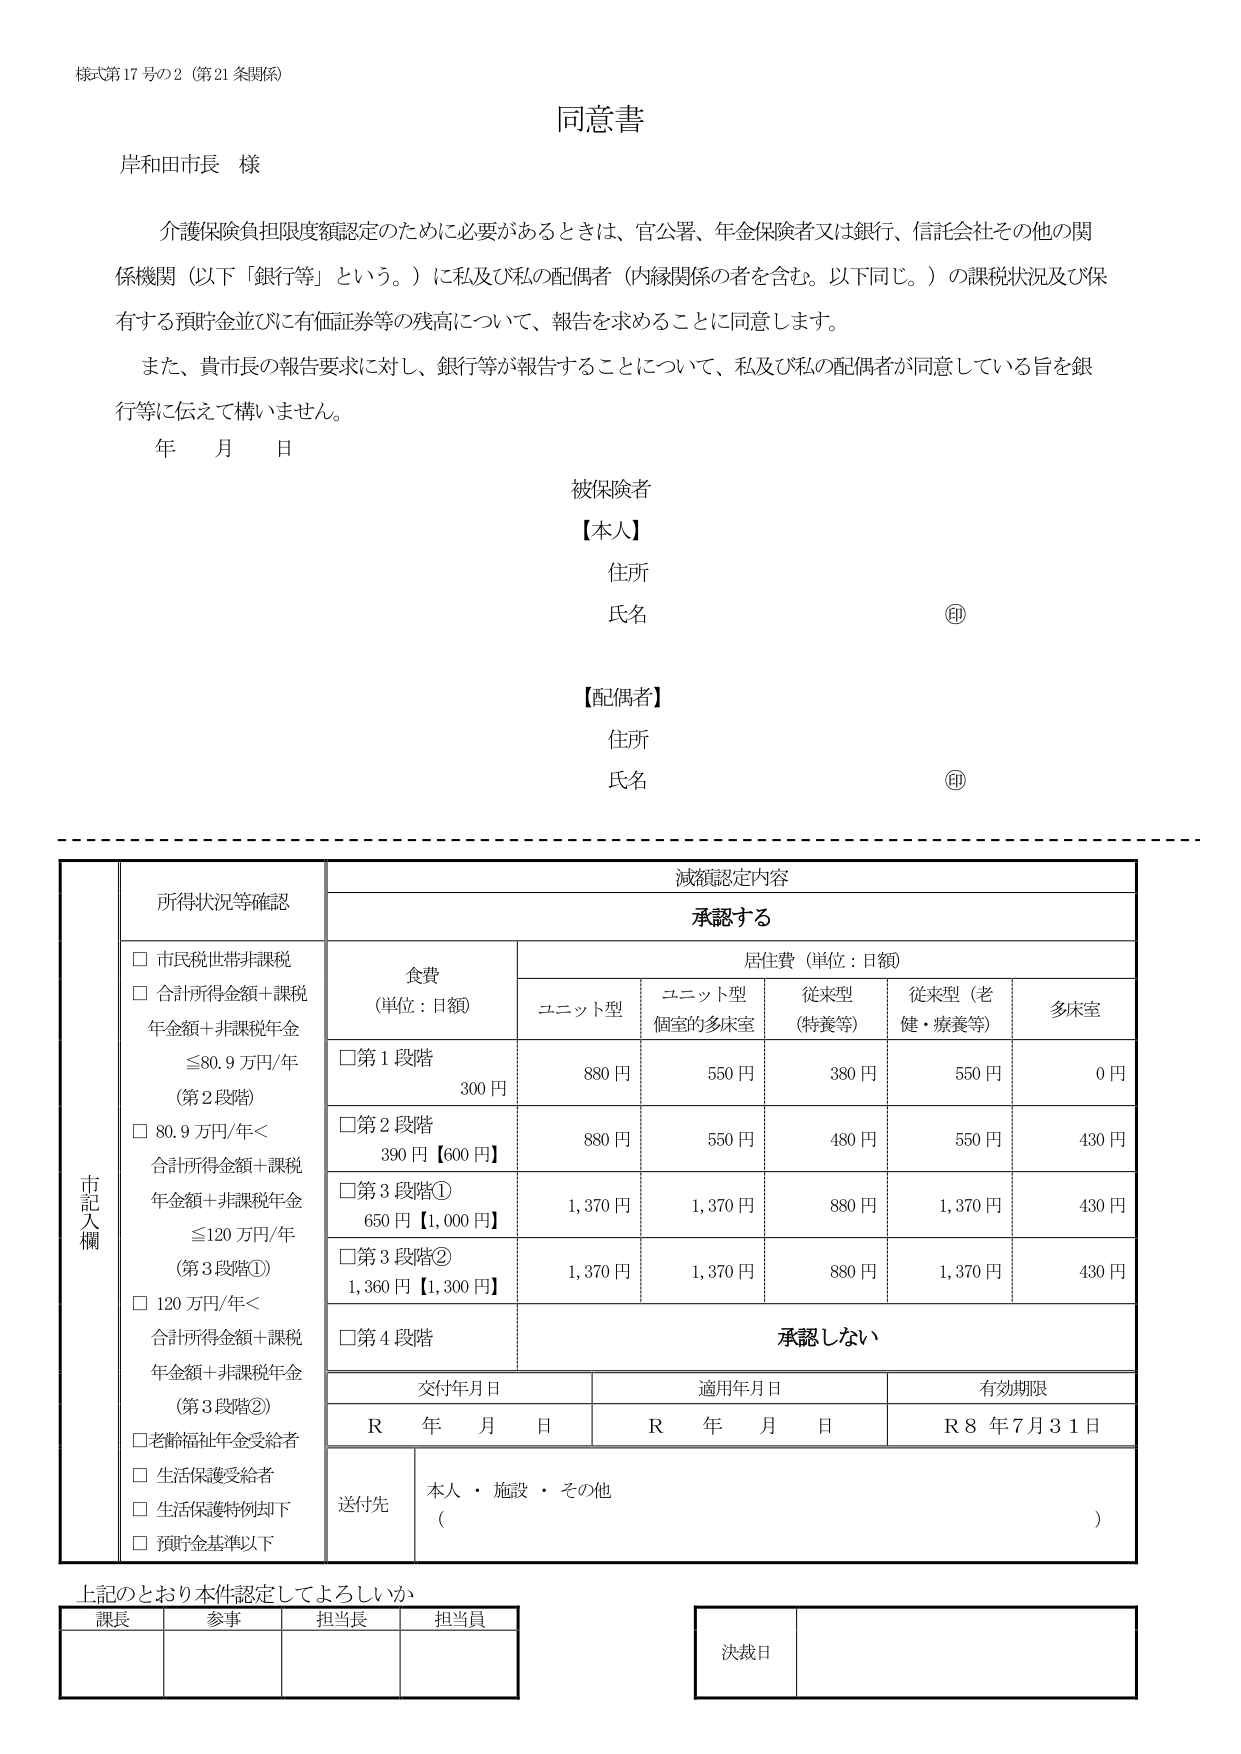 様式第17号の2（第21条関係）
同意書
岸和田市長　様
介護保険負担限度額認定のために必要があるときは、官公署、年金保険者又は銀行、信託会社その他の関
係機関（以下「銀行等」という。）に私及び私の配偶者（内縁関係の者を含む。以下同じ。）の課税状況及び保
有する預貯金並びに有価証券等の残高について、報告を求めることに同意します。
また、貴市長の報告要求に対し、銀行等が報告することについて、私及び私の配偶者が同意している旨を銀
行等に伝えて構いません。
年　　月　　日
被保険者
【本人】
住所
氏名　㊞
【配偶者】
住所
氏名　㊞
市記入欄
所得状況等確認
□ 市民税世帯非課税
□ 合計所得金額＋課税
年金額＋非課税年金
≦80.9万円/年
（第２段階）
□ 80.9万円/年＜
合計所得金額＋課税
年金額＋非課税年金
≦120万円/年
（第３段階①）
□ 120万円/年＜
合計所得金額＋課税
年金額＋非課税年金
（第３段階②）
□老齢福祉年金受給者
□ 生活保護受給者
□ 生活保護特例却下
□ 預貯金基準以下
減額認定内容
承認する
食費
（単位：日額）
居住費（単位：日額）
ユニット型
ユニット型
個室的多床室
従来型
（特養等）
従来型（老
健・療養等）
多床室
□第１段階
300円
880円　550円　380円　550円　0円
□第２段階
390円【600円】
880円　550円　480円　550円　430円
□第３段階①
650円【1,000円】
1,370円　1,370円　880円　1,370円　430円
□第３段階②
1,360円【1,300円】
1,370円　1,370円　880円　1,370円　430円
□第４段階　承認しない
交付年月日　適用年月日　有効期限
R　年　月　日　R　年　月　日　R８ 年７月３１日
送付先
本人 ・ 施設 ・ その他
（　）
上記のとおり本件認定してよろしいか
課長　参事　担当長　担当員
決裁日